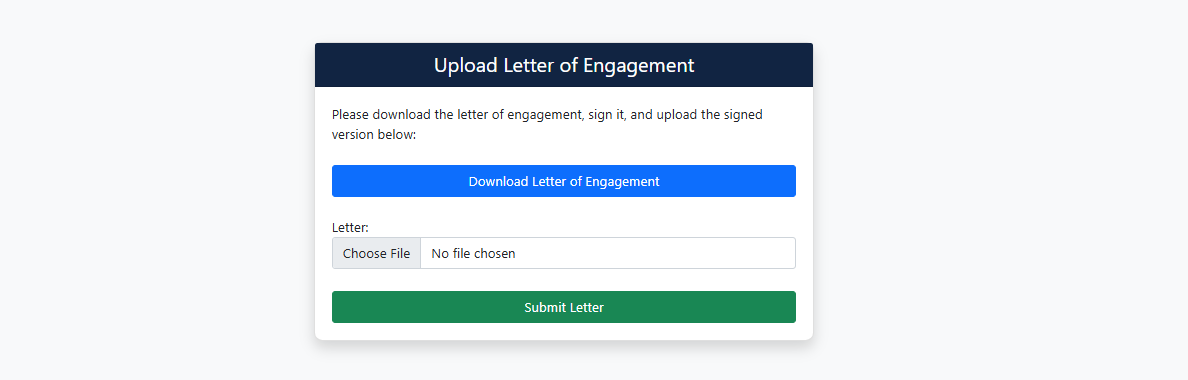 Upload Letter of Engagement
Please download the letter of engagement, sign it, and upload the signed
version below:
Download Letter of Engagement
Letter:
Choose File No file chosen
Submit Letter